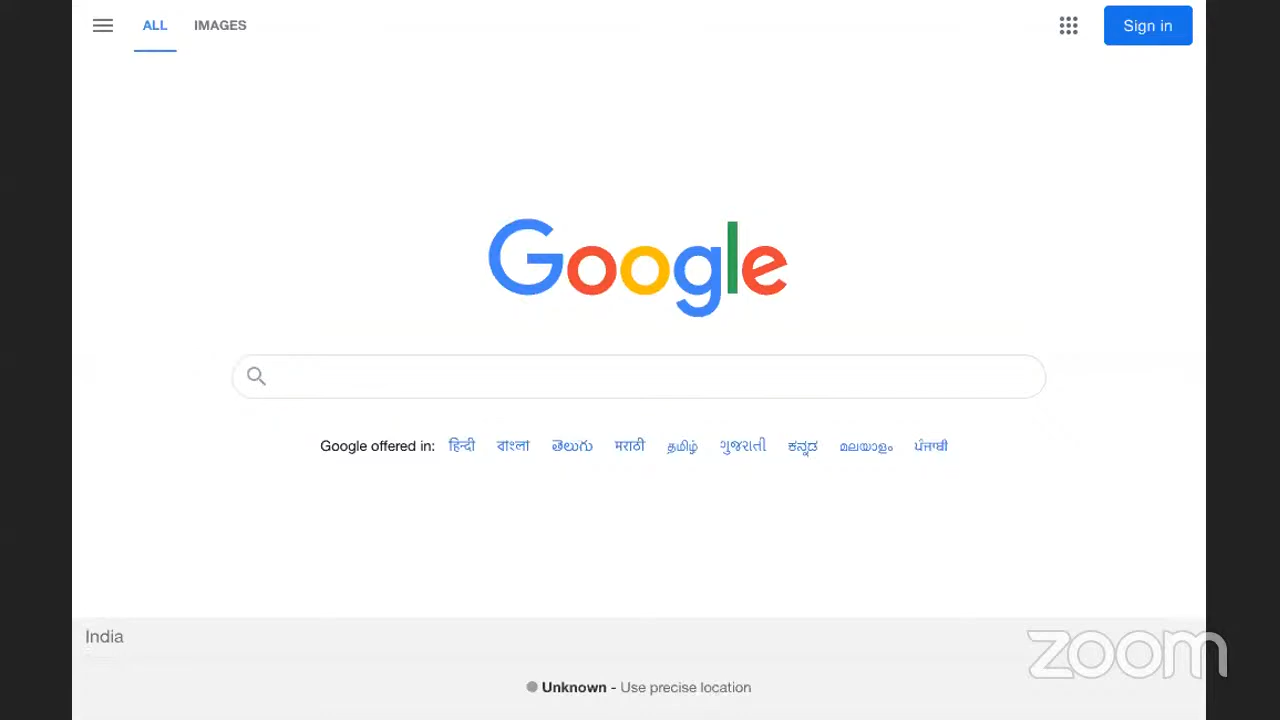 ALL IMAGES Sign in
Google
Google offered in: हिन्दी বাংলা తెలుగు मराठी தமிழ் ગુજરાતી ಕನ್ನಡ മലയാളം ਪੰਜਾਬੀ
India
zoom
Unknown - Use precise location